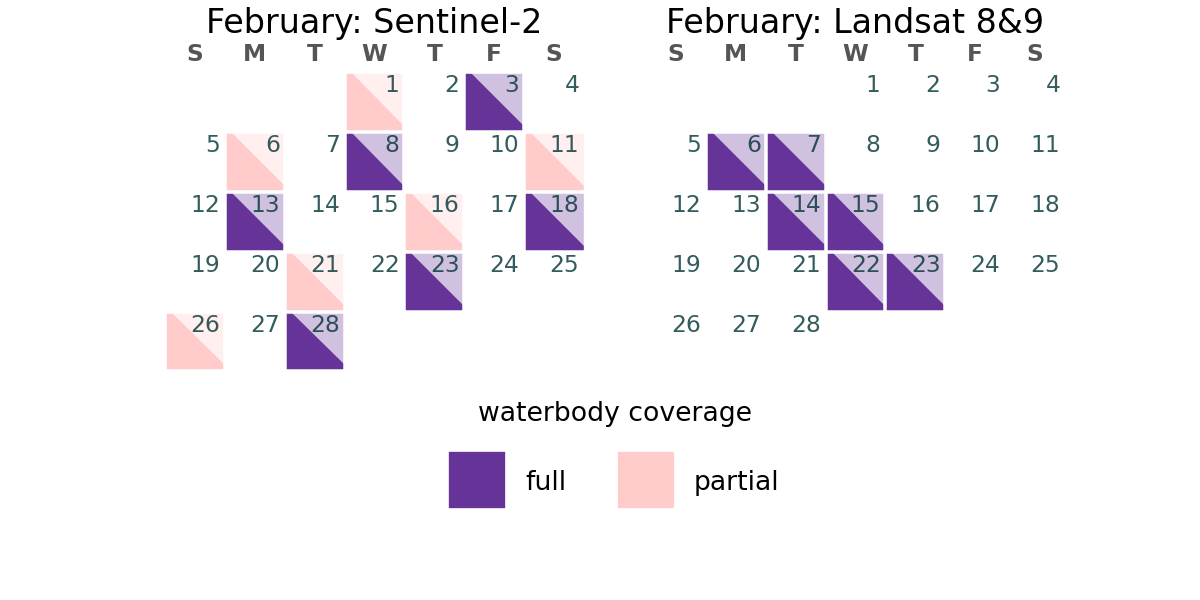 February: Sentinel-2
S M T W T F S
1 2 3 4
5 6 7 8 9 10 11
12 13 14 15 16 17 18
19 20 21 22 23 24 25
26 27 28
February: Landsat 8&9
S M T W T F S
1 2 3 4
5 6 7 8 9 10 11
12 13 14 15 16 17 18
19 20 21 22 23 24 25
26 27 28
waterbody coverage
full partial